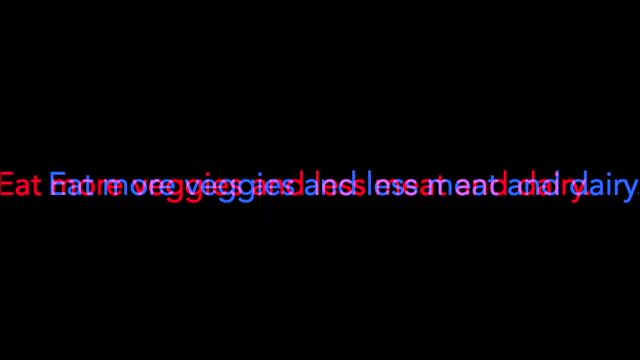 Eat more veggies and less meat and dairy.
Eat more veggies and less meat and dairy